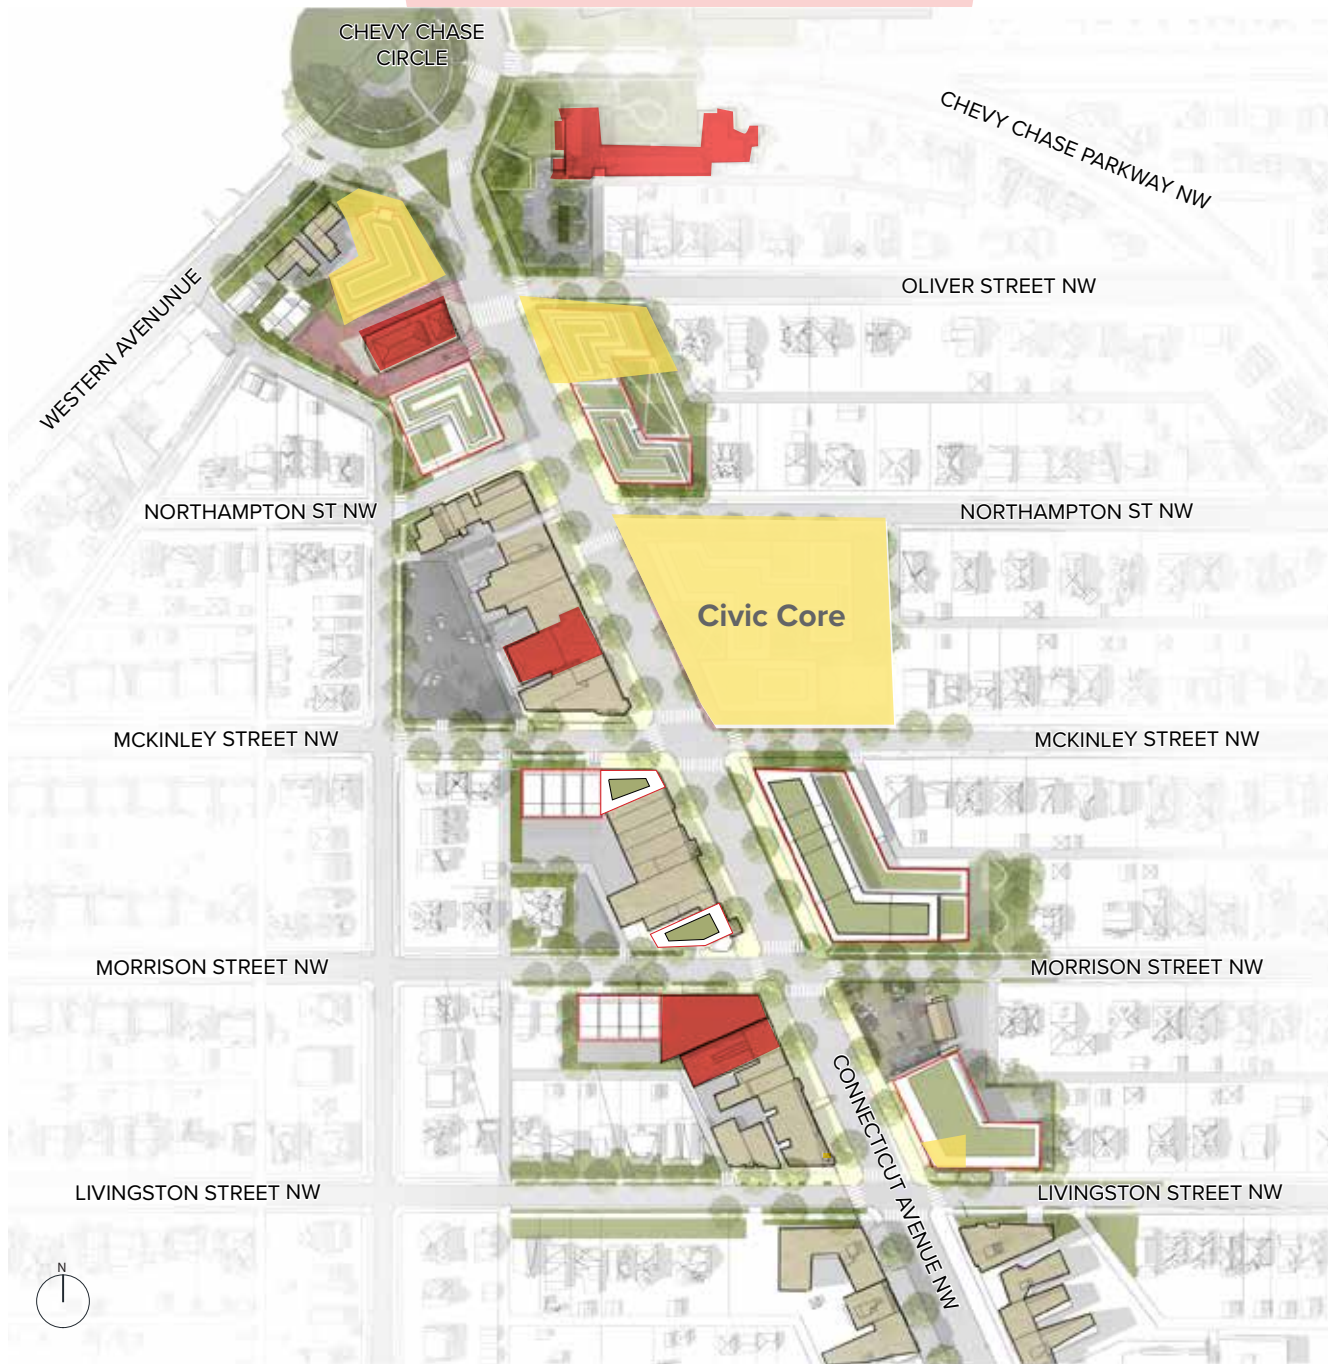 CHEVY CHASE
CIRCLE
CHEVY CHASE PARKWAY NW
WESTERN AVENUNUE
OLIVER STREET NW
NORTHAMPTON ST NW
NORTHAMPTON ST NW
Civic Core
MCKINLEY STREET NW
MCKINLEY STREET NW
MORRISON STREET NW
MORRISON STREET NW
CONNECTICUT AVENUE NW
LIVINGSTON STREET NW
LIVINGSTON STREET NW
N